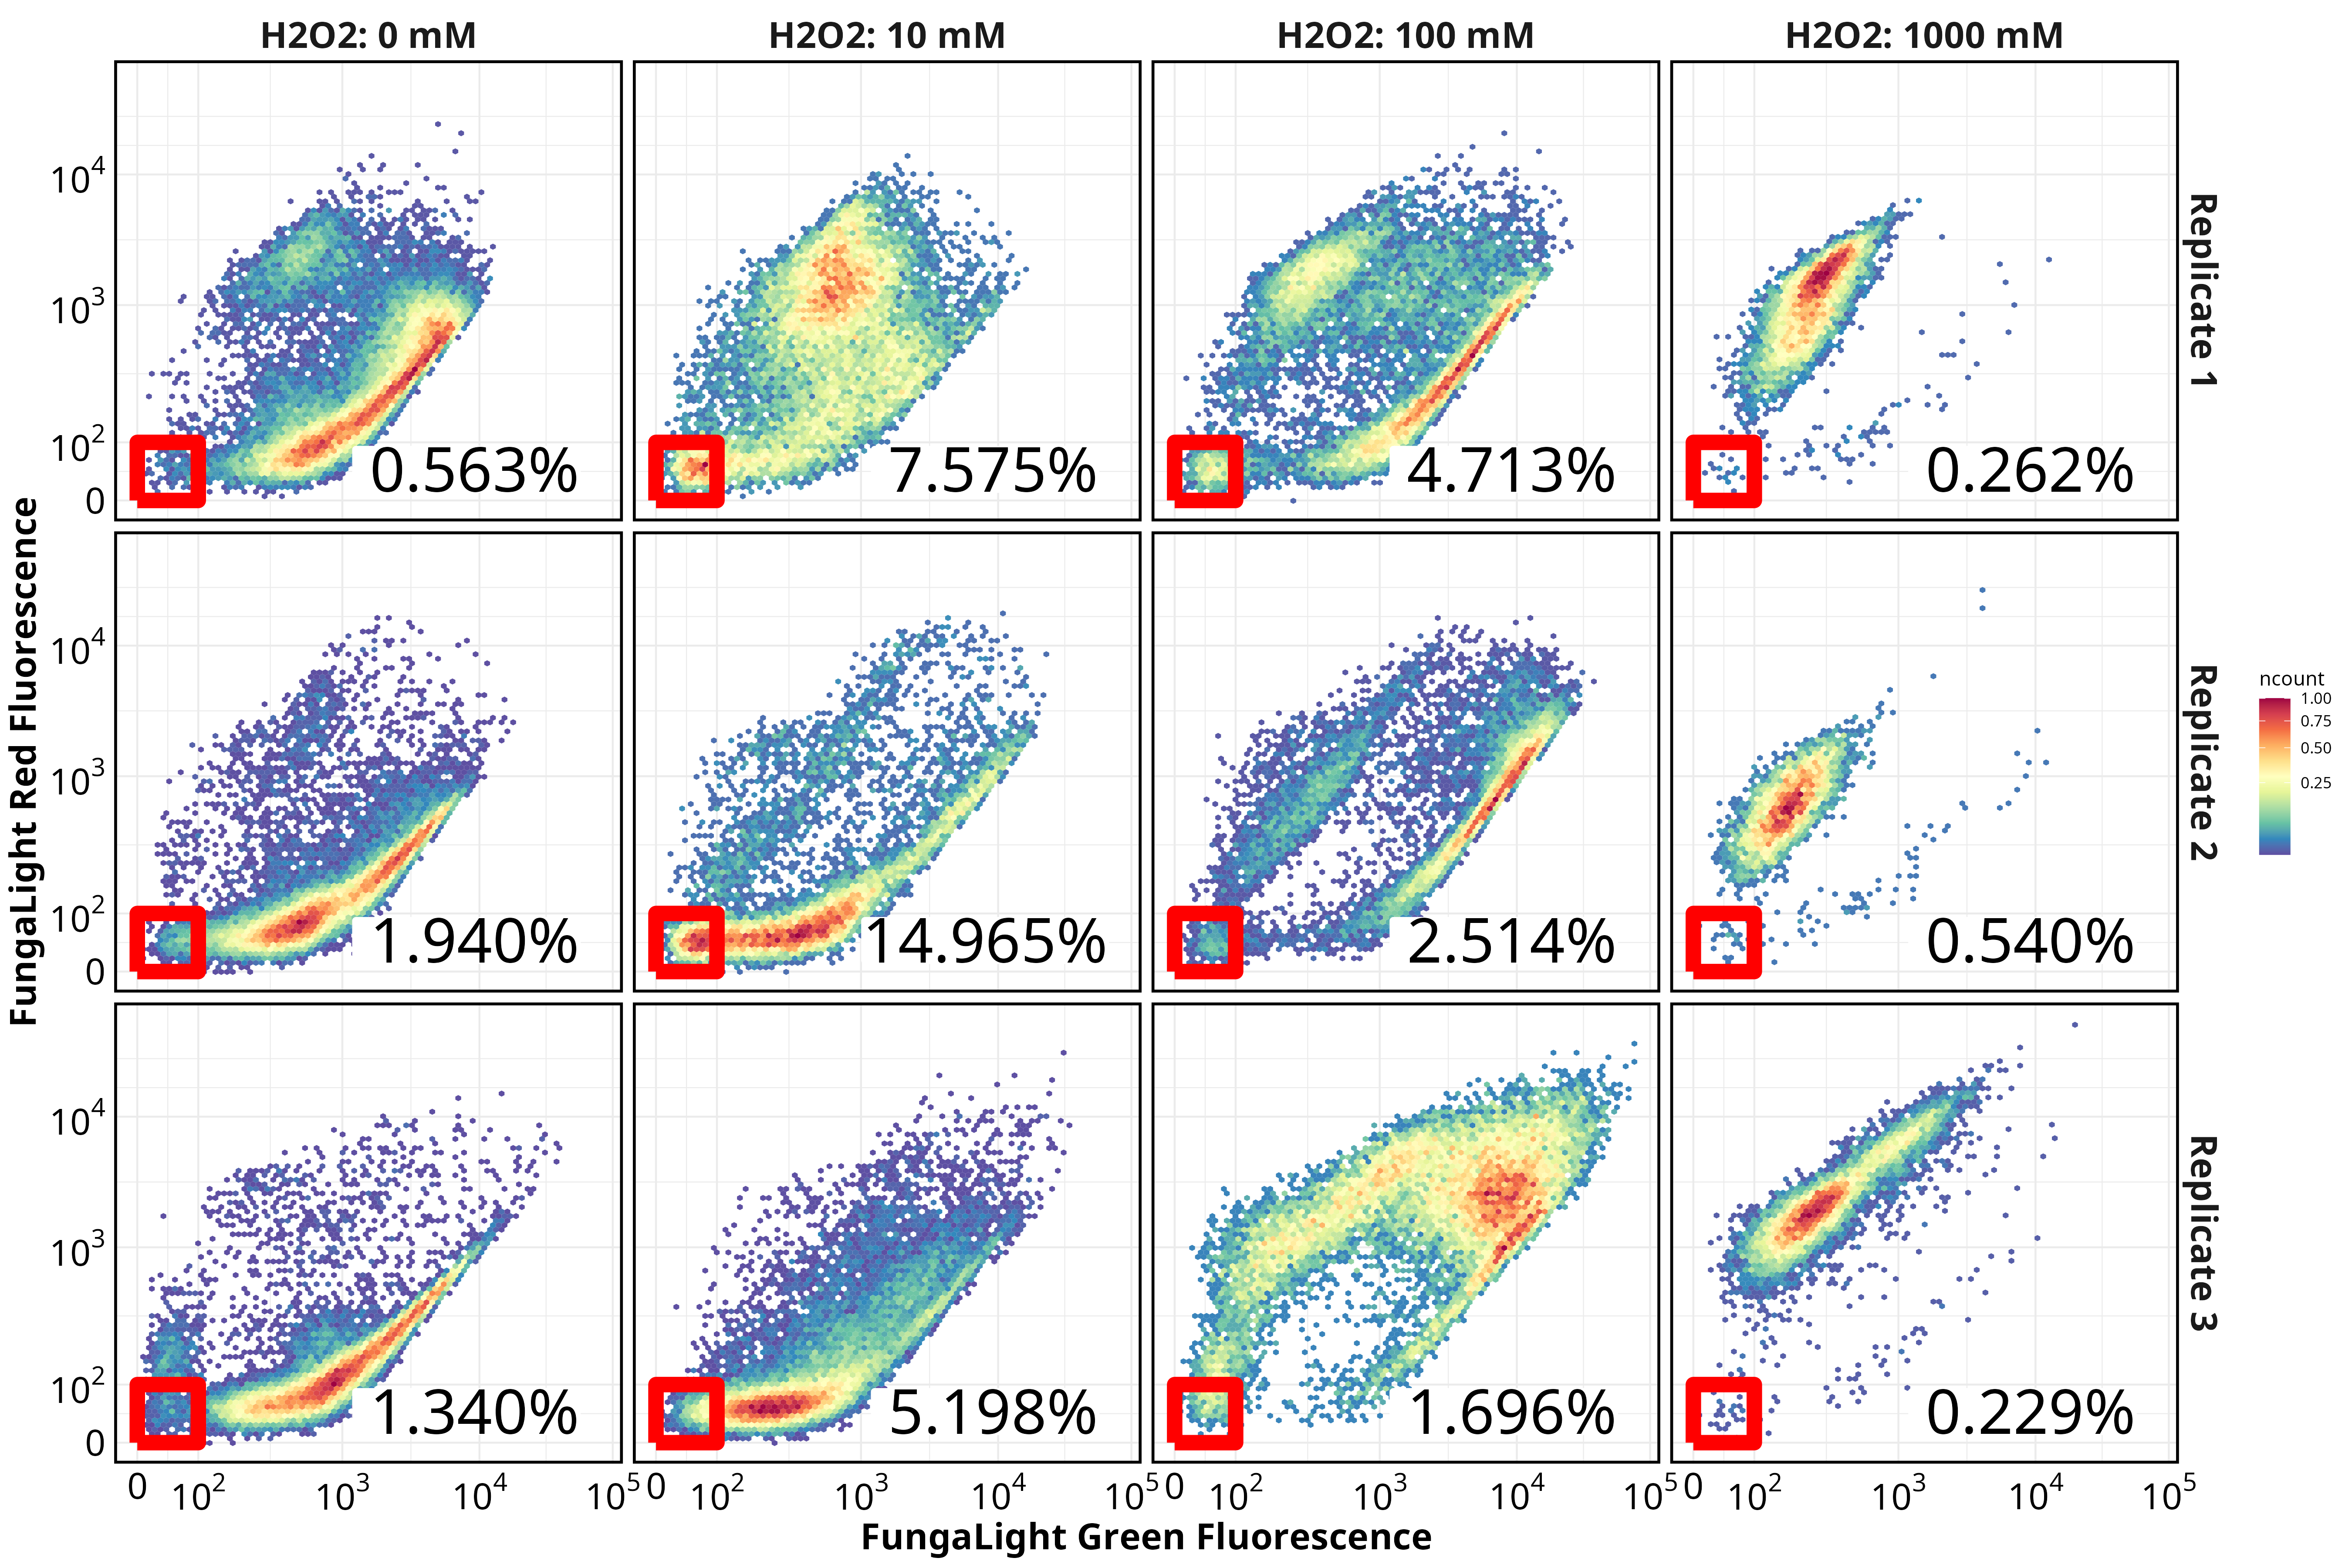 H2O2: 0 mM H2O2: 10 mM H2O2: 100 mM H2O2: 1000 mM
FungaLight Red Fluorescence
10^4
10^3
10^2
0
0.563% 7.575% 4.713% 0.262%
Replicate 1
10^4
10^3
10^2
0
1.940% 14.965% 2.514% 0.540%
Replicate 2
10^4
10^3
10^2
0
1.340% 5.198% 1.696% 0.229%
Replicate 3
0 10^2 10^3 10^4 10^5 0 10^2 10^3 10^4 10^5 0 10^2 10^3 10^4 10^5 0 10^2 10^3 10^4 10^5
FungaLight Green Fluorescence
ncount
1.00
0.75
0.50
0.25